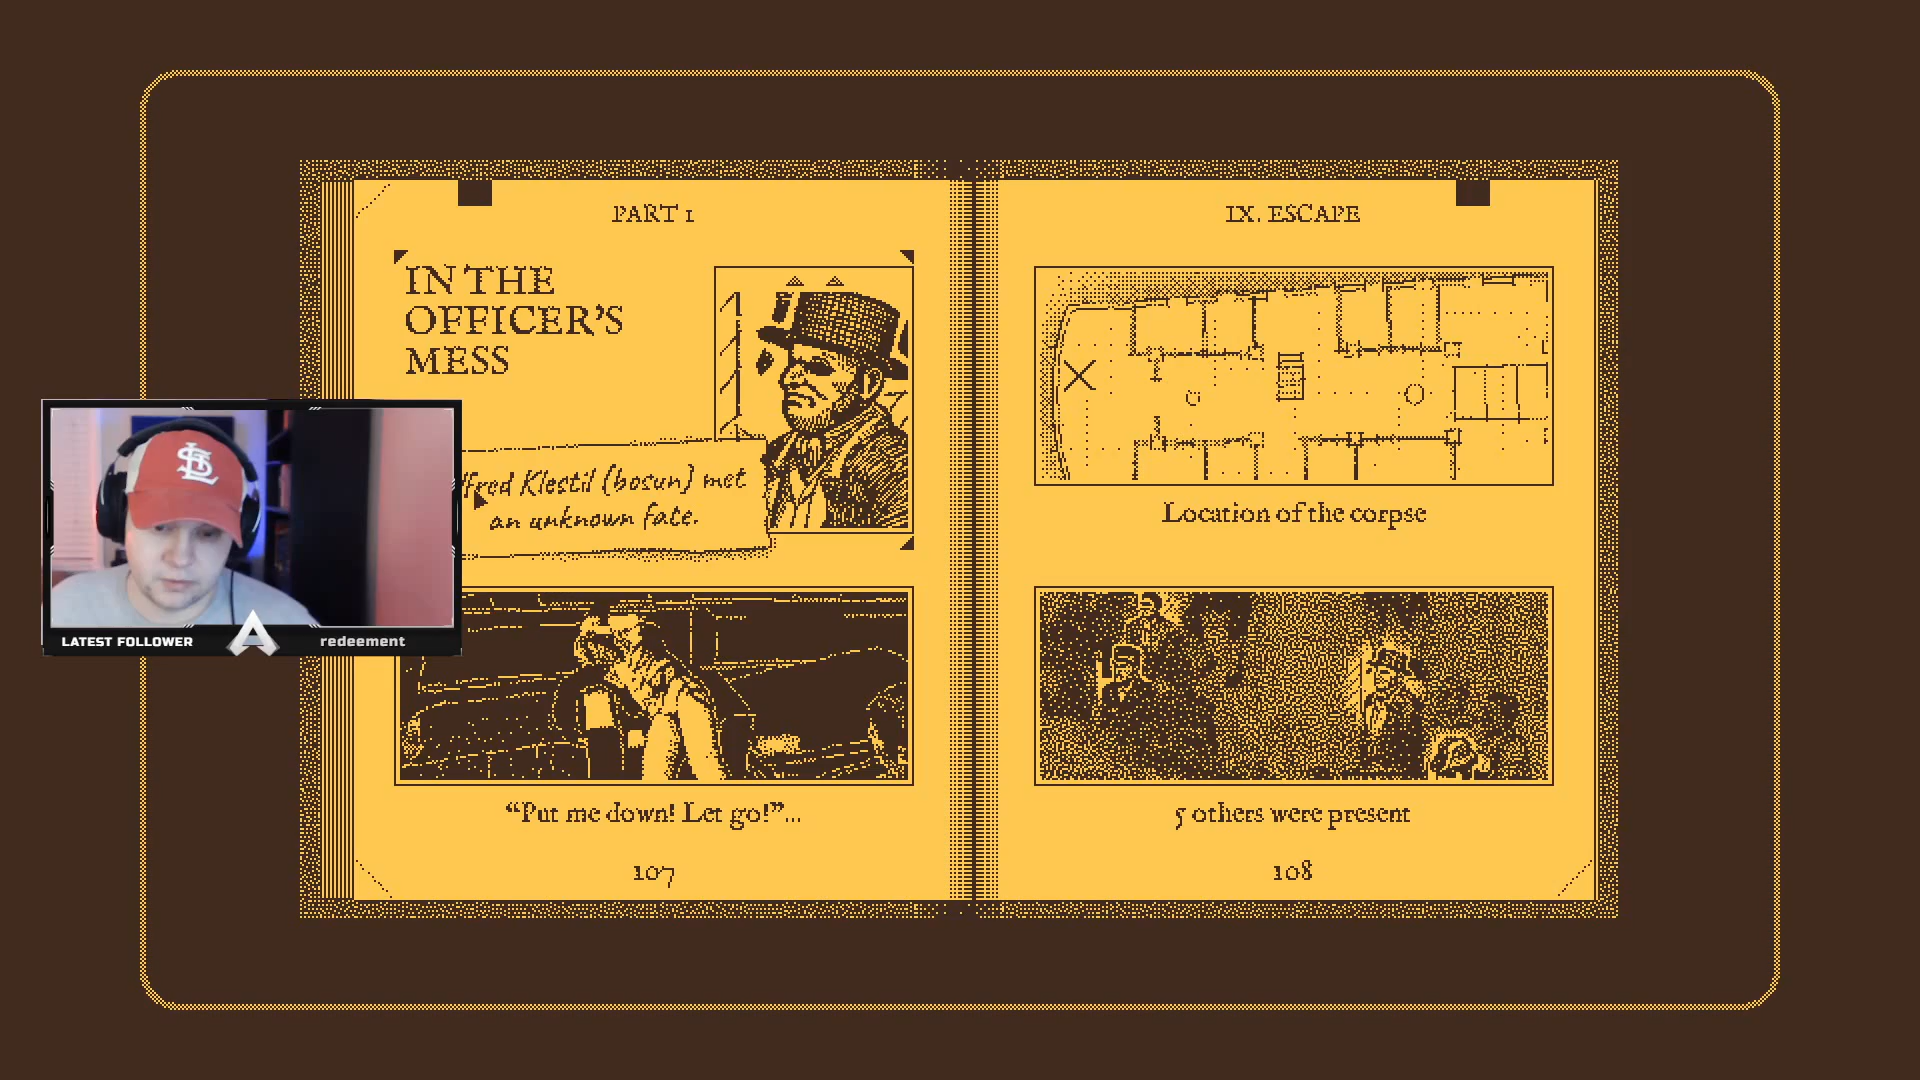 PART 1
IX. ESCAPE
IN THE
OFFICER'S
MESS
Klestil (bosun) met
an unknown fate.
Location of the corpse
LATEST FOLLOWER
redeement
“Put me down! Let go!”...
5 others were present
107
108